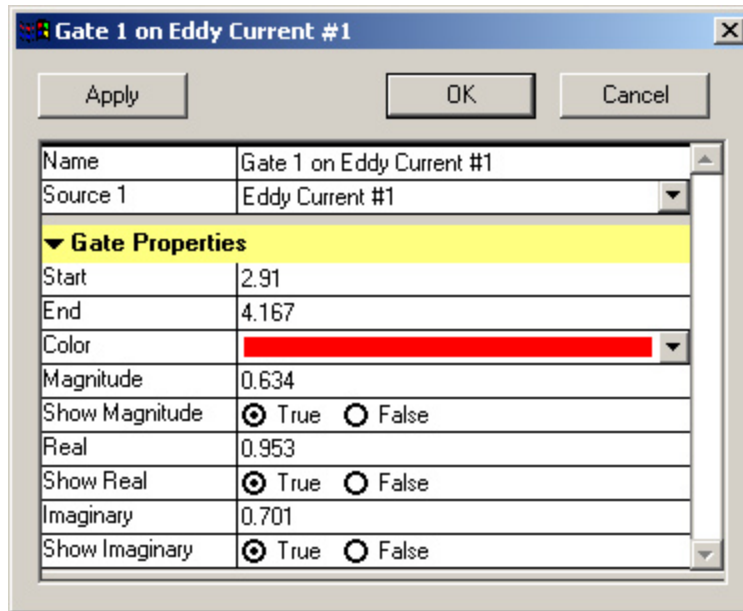 Gate 1 on Eddy Current #1
Apply OK Cancel
Name Gate 1 on Eddy Current #1
Source 1 Eddy Current #1
Gate Properties
Start 2.91
End 4.167
Color
Magnitude 0.634
Show Magnitude True False
Real 0.953
Show Real True False
Imaginary 0.701
Show Imaginary True False